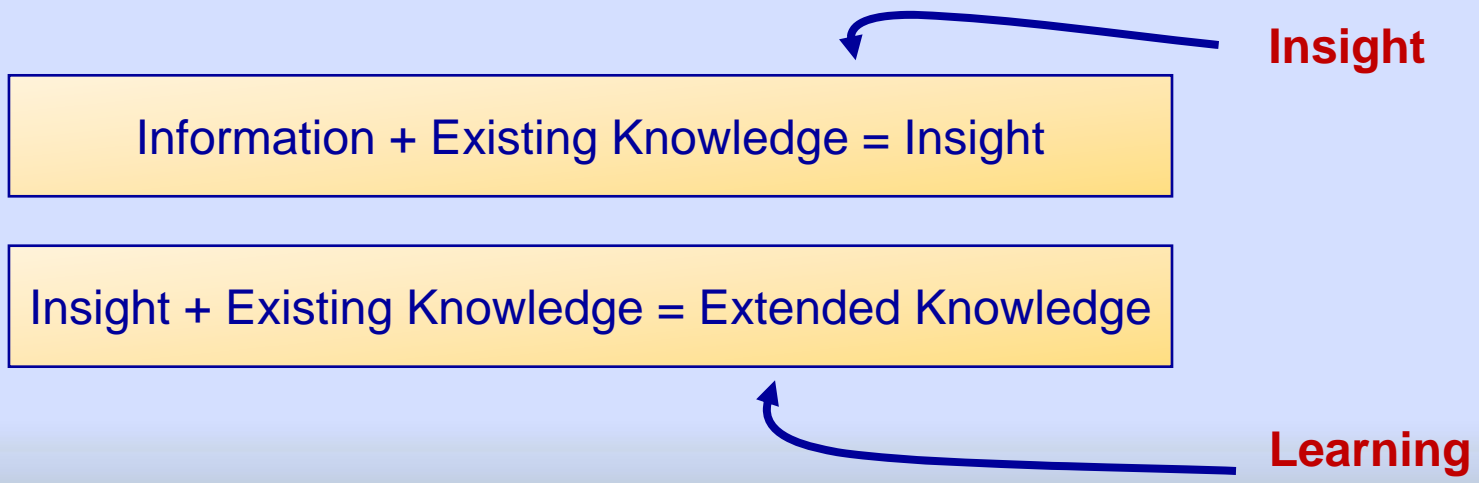 Insight
Information + Existing Knowledge = Insight
Insight + Existing Knowledge = Extended Knowledge
Learning